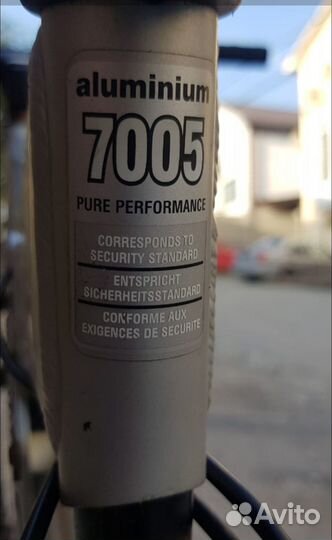 aluminium
7005
PURE PERFORMANCE
CORRESPONDS TO
SECURITY STANDARD
ENTSPRICHT
SICHERHEITSSTANDARD
CONFORME AUX
EXIGENCES DE SECURITE
Avito